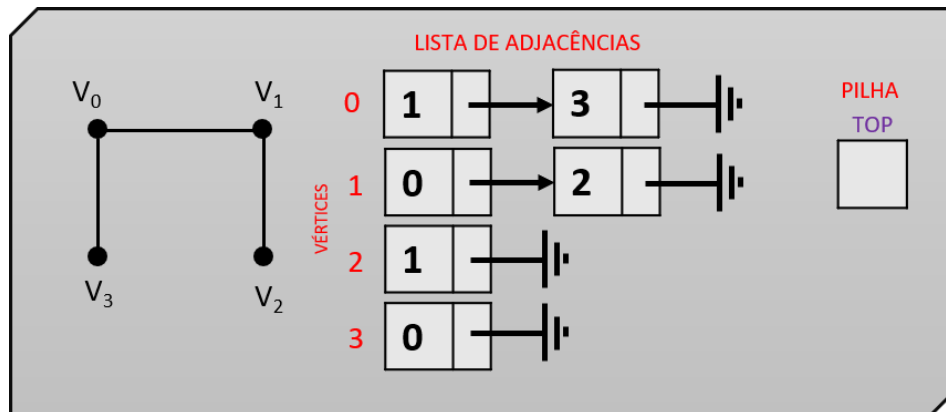 LISTA DE ADJACÊNCIAS
V0 V1
V3 V2
VÉRTICES
0 1 3
1 0 2
2 1
3 0
PILHA
TOP